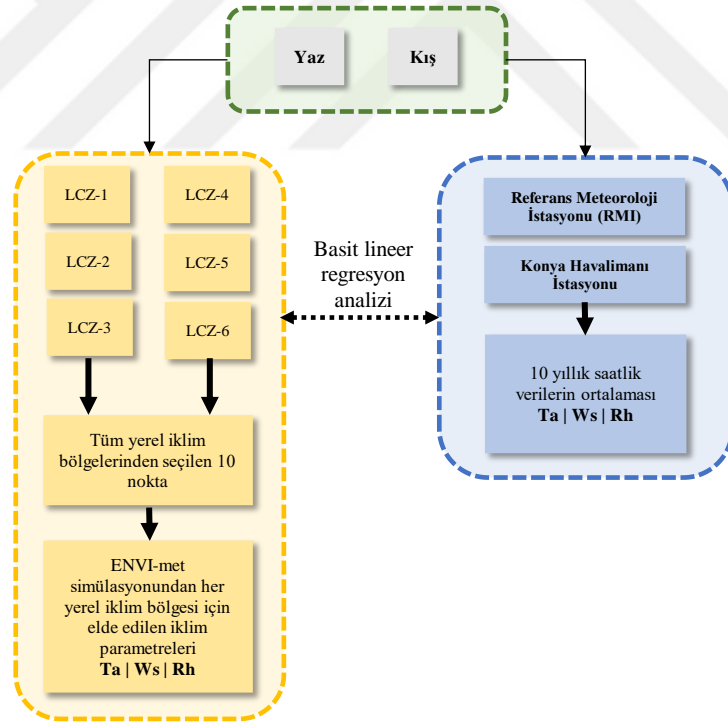 Yaz
Kış
LCZ-1
LCZ-4
LCZ-2
LCZ-5
LCZ-3
LCZ-6
Tüm yerel iklim
bölgelerinden seçilen 10
nokta
ENVI-met
simülasyonundan her
yerel iklim bölgesi için
elde edilen iklim
parametreleri
Ta | Ws | Rh
Basit lineer
regresyon
analizi
Referans Meteoroloji
İstasyonu (RMI)
Konya Havalimanı
İstasyonu
10 yıllık saatlik
verilerin ortalaması
Ta | Ws | Rh